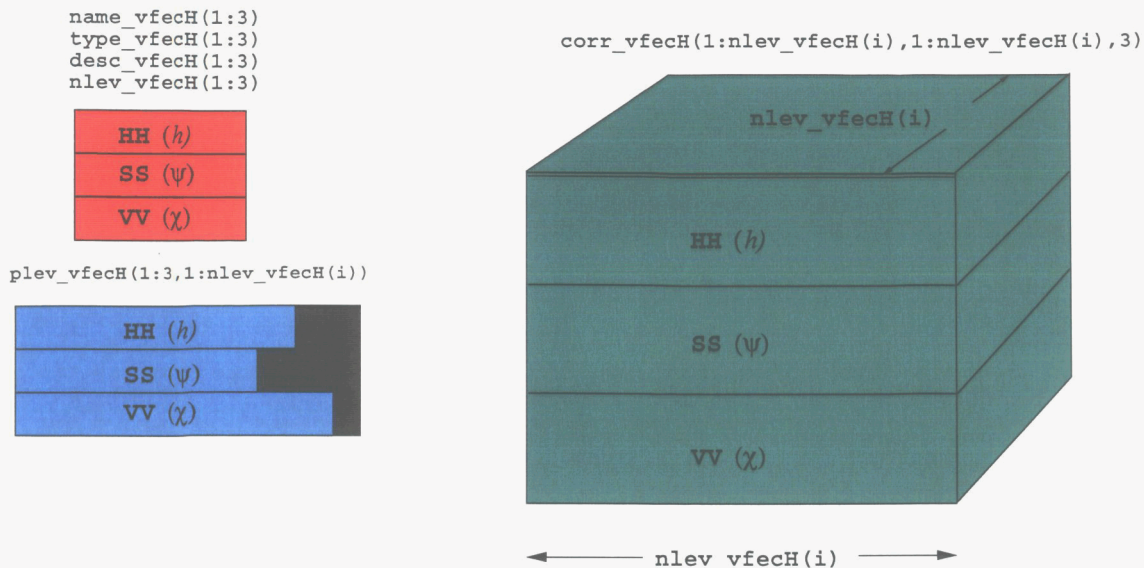 name_vfecH(1:3)
type_vfecH(1:3)
desc_vfecH(1:3)
nlev_vfecH(1:3)
HH (h)
SS (ψ)
VV (χ)
plev_vfecH(1:3,1:nlev_vfecH(i))
HH (h)
SS (ψ)
VV (χ)
corr_vfecH(1:nlev_vfecH(i),1:nlev_vfecH(i),3)
nlev_vfecH(i)
HH (h)
SS (ψ)
VV (χ)
nlev_vfecH(i)